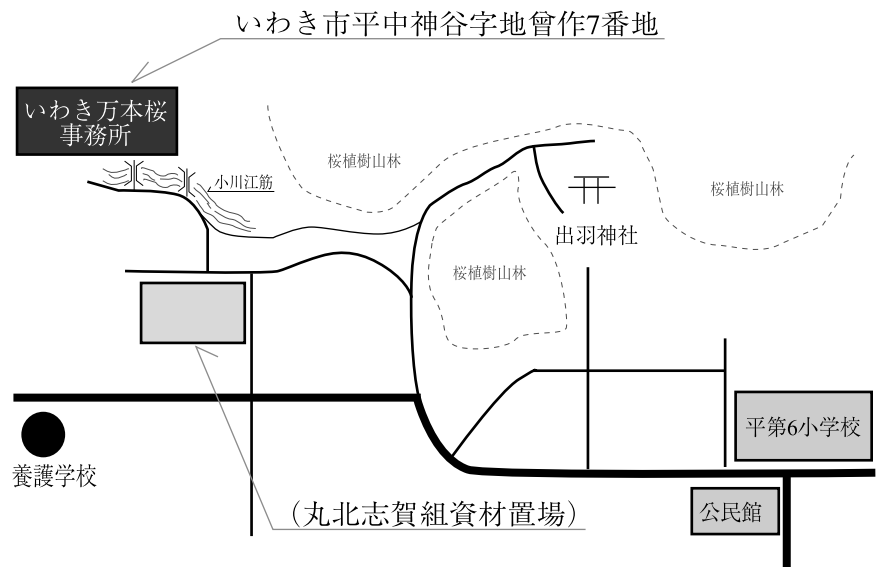 いわき市平中神谷字地曾作7番地
いわき万本桜
事務所
桜植樹山林
小川江筋
桜植樹山林
出羽神社
桜植樹山林
平第6小学校
養護学校
公民館
（丸北志賀組資材置場）